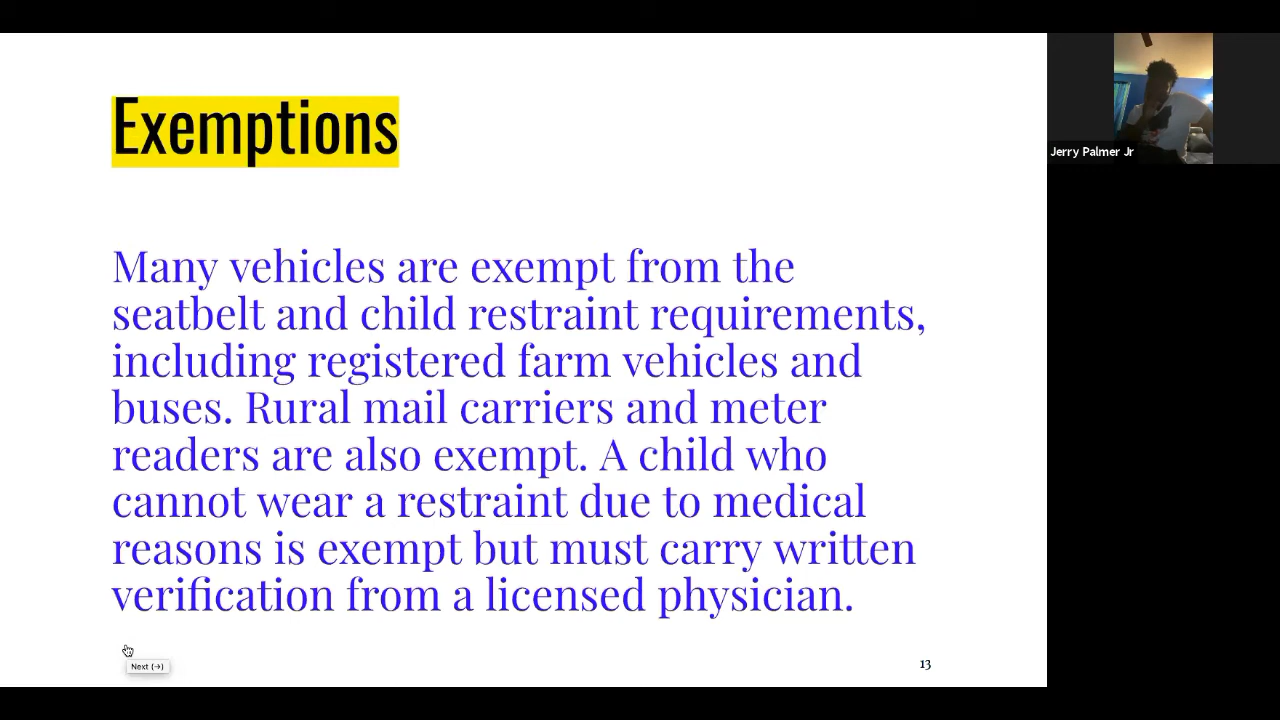 Exemptions
Many vehicles are exempt from the
seatbelt and child restraint requirements,
including registered farm vehicles and
buses. Rural mail carriers and meter
readers are also exempt. A child who
cannot wear a restraint due to medical
reasons is exempt but must carry written
verification from a licensed physician.
Next (→)
13
Jerry Palmer Jr